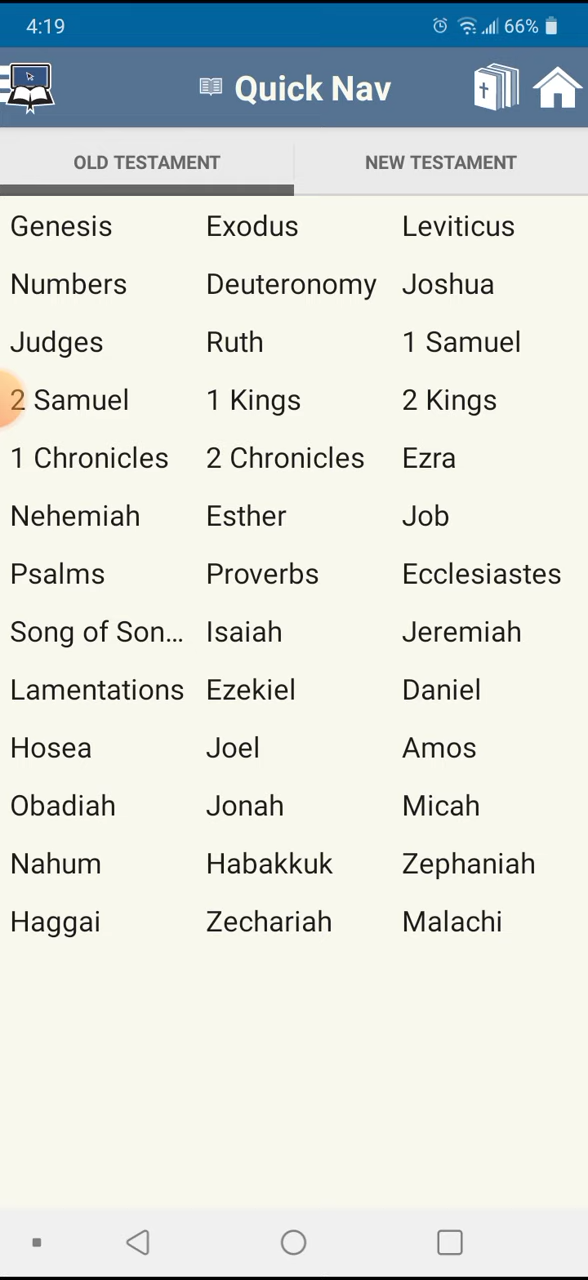 4:19 66%
Quick Nav
OLD TESTAMENT NEW TESTAMENT
Genesis Exodus Leviticus
Numbers Deuteronomy Joshua
Judges Ruth 1 Samuel
2 Samuel 1 Kings 2 Kings
1 Chronicles 2 Chronicles Ezra
Nehemiah Esther Job
Psalms Proverbs Ecclesiastes
Song of Son... Isaiah Jeremiah
Lamentations Ezekiel Daniel
Hosea Joel Amos
Obadiah Jonah Micah
Nahum Habakkuk Zephaniah
Haggai Zechariah Malachi